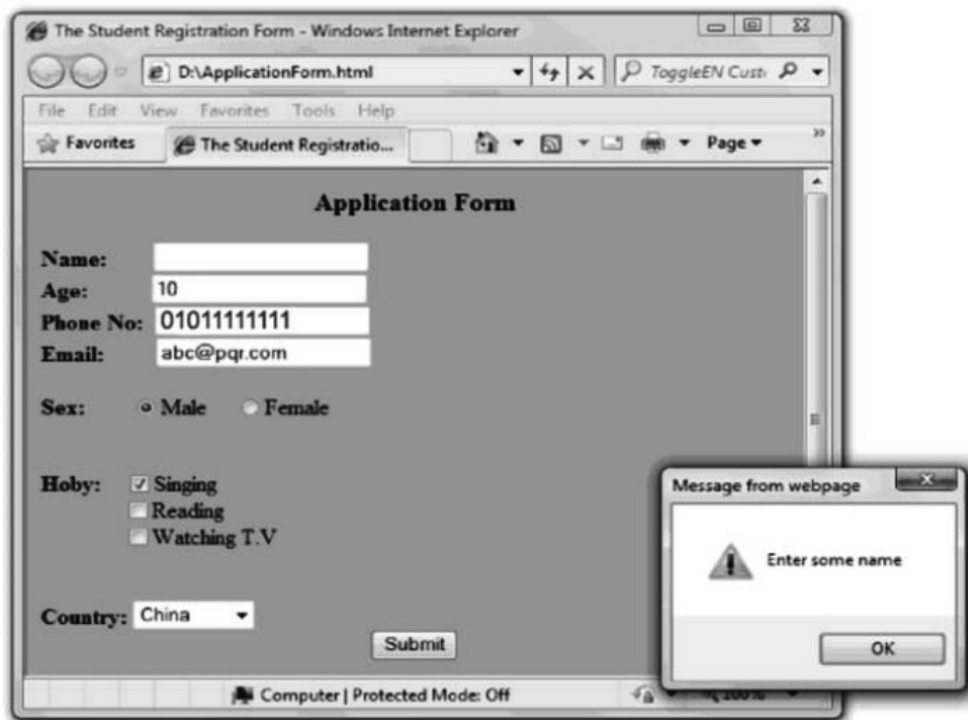 The Student Registration Form - Windows Internet Explorer
D:\ApplicationForm.html
ToggleEN Cust
File Edit View Favorites Tools Help
Favorites
The Student Registratio...
Page
Application Form
Name:
Age: 10
Phone No: 01011111111
Email: abc@pqr.com
Sex: Male Female
Hoby: Singing
Reading
Watching T.V
Country: China
Submit
Computer | Protected Mode: Off
100%
Message from webpage
Enter some name
OK